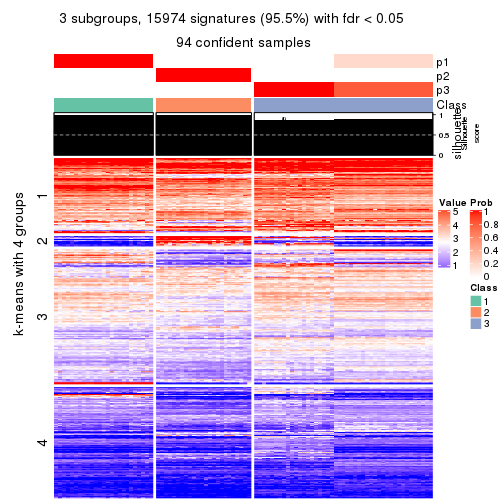 3 subgroups, 15974 signatures (95.5%) with fdr < 0.05
94 confident samples
p1
p2
p3
Class
1
0.5
0
silhouette
Silhouette
score
k-means with 4 groups
1
2
3
4
Value
5
4
3
2
1
Prob
1
0.8
0.6
0.4
0.2
0
Class
1
2
3